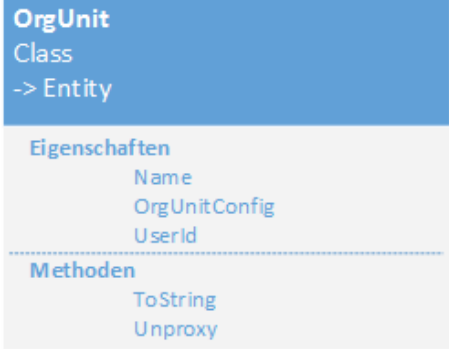 OrgUnit
Class
-> Entity
Eigenschaften
Name
OrgUnitConfig
UserId
Methoden
ToString
Unproxy